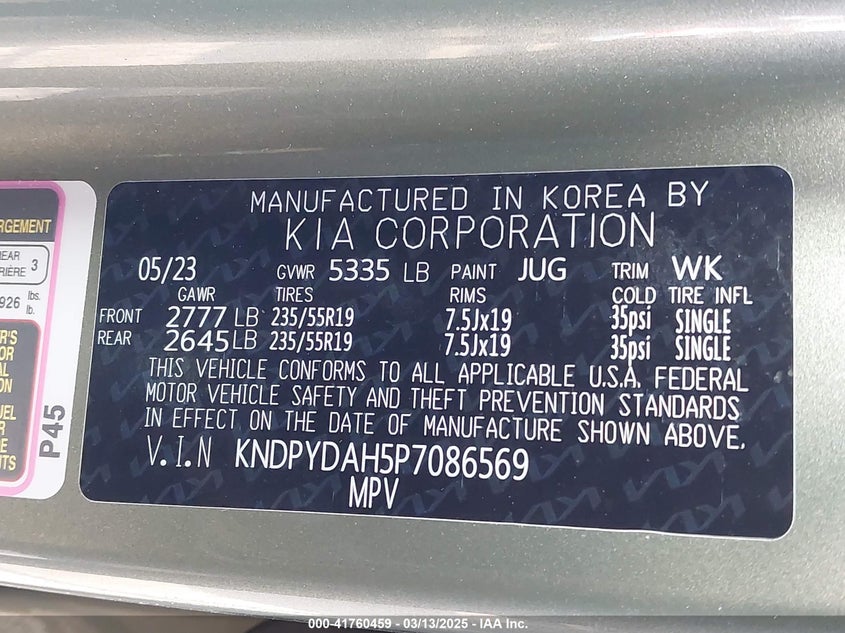 RGEMENT
REAR
RIÈRE 3
926 lbs.
lb.
P45
MANUFACTURED IN KOREA BY
KIA CORPORATION
05/23 GVWR 5335 LB PAINT JUG TRIM WK
GAWR TIRES RIMS COLD TIRE INFL
FRONT 2777 LB 235/55R19 7.5Jx19 35psi SINGLE
REAR 2645 LB 235/55R19 7.5Jx19 35psi SINGLE
THIS VEHICLE CONFORMS TO ALL APPLICABLE U.S.A. FEDERAL
MOTOR VEHICLE SAFETY AND THEFT PREVENTION STANDARDS
IN EFFECT ON THE DATE OF MANUFACTURE SHOWN ABOVE.
V.I.N KNDPYDAH5P7086569
MPV
000-41760459 - 03/13/2025 - IAA Inc.